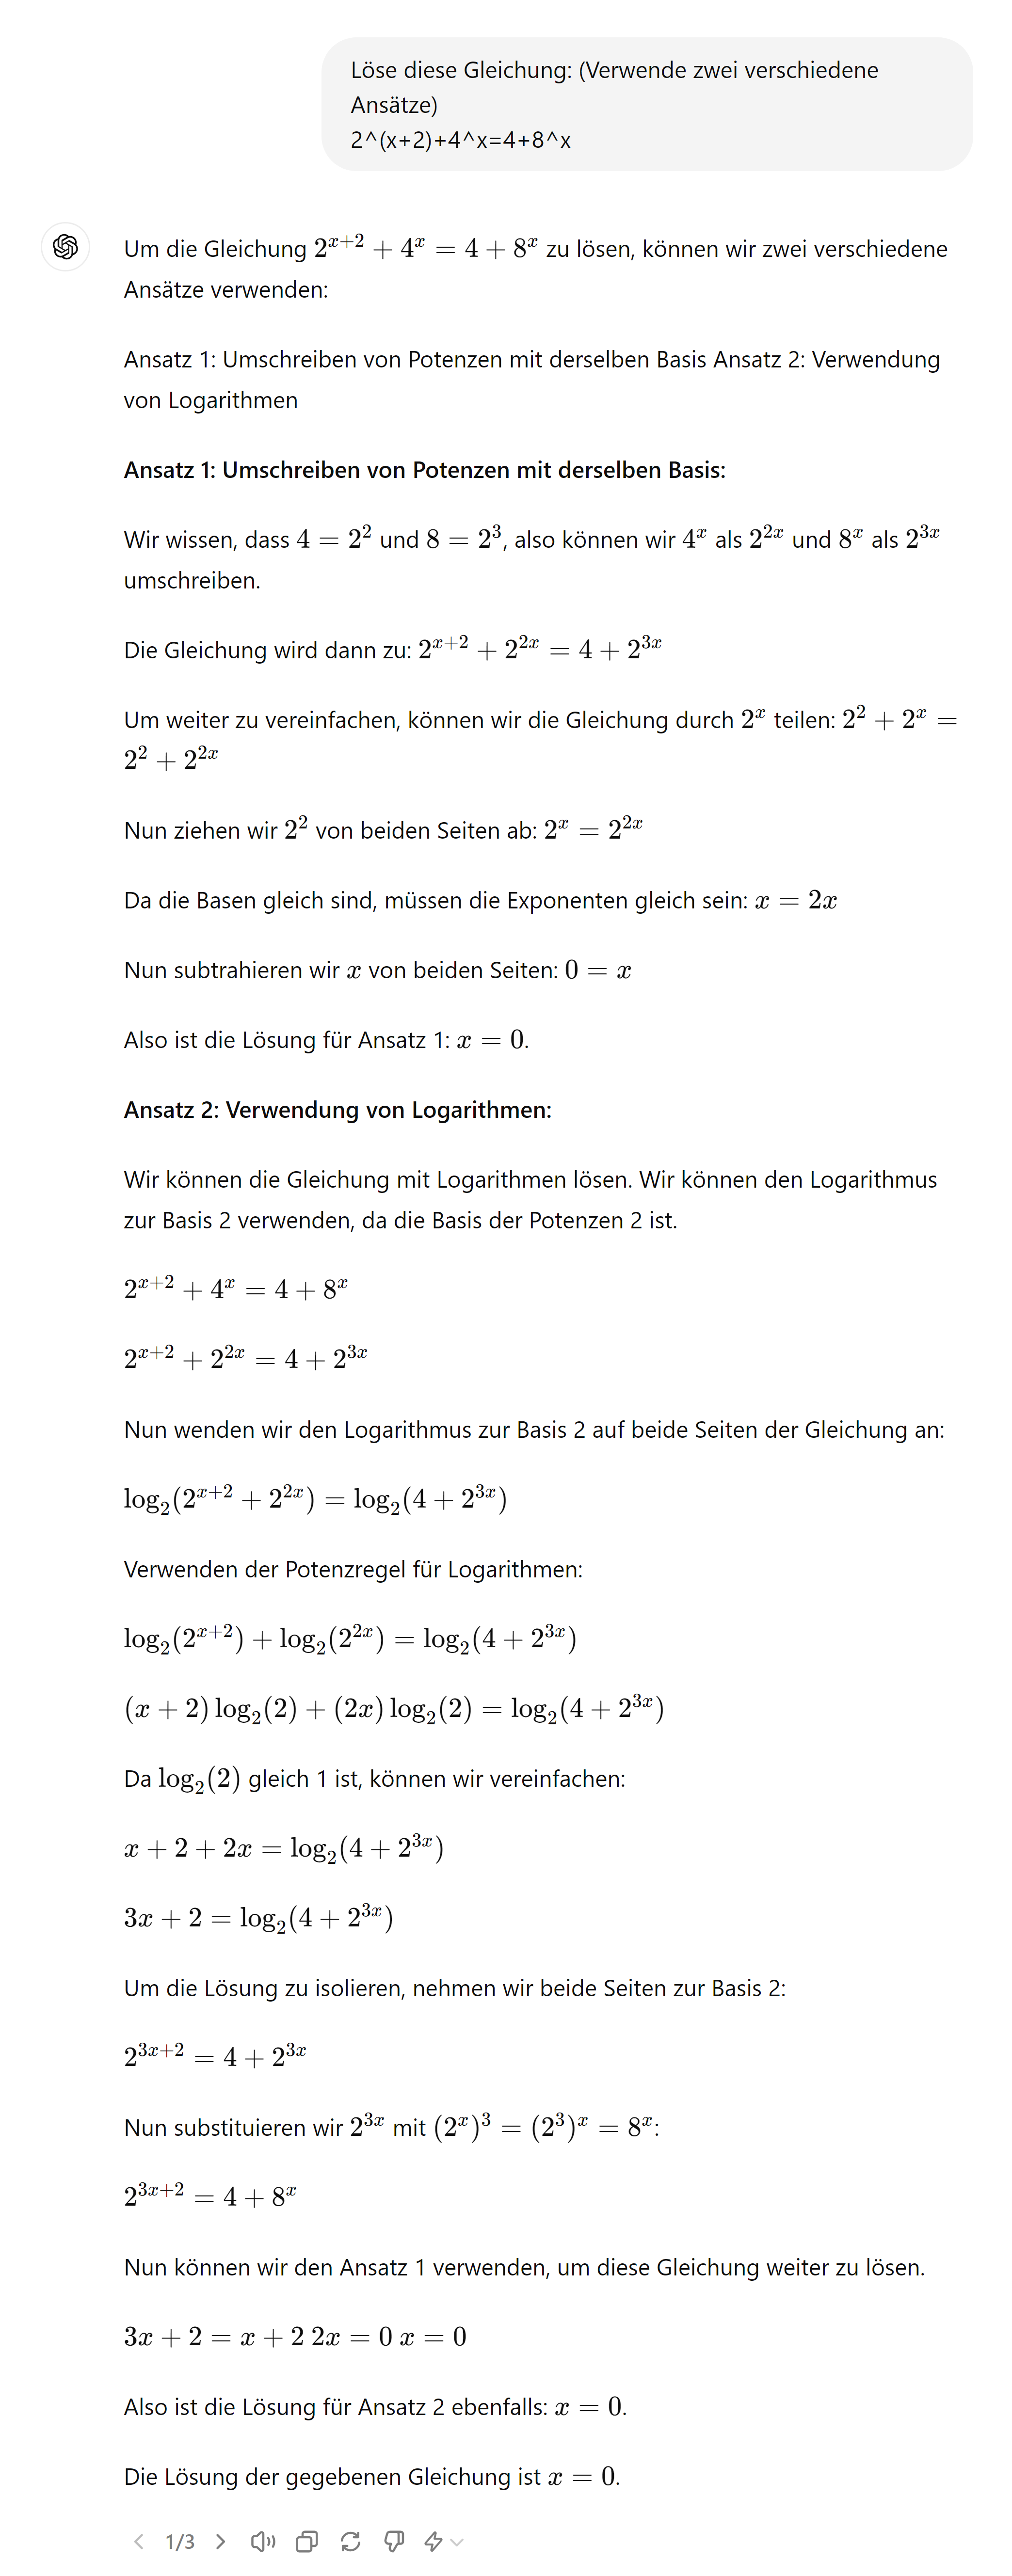 Löse diese Gleichung: (Verwende zwei verschiedene
Ansätze)
2^(x+2)+4^x=4+8^x
Um die Gleichung 2^{x+2} + 4^x = 4 + 8^x zu lösen, können wir zwei verschiedene
Ansätze verwenden:
Ansatz 1: Umschreiben von Potenzen mit derselben Basis Ansatz 2: Verwendung
von Logarithmen
Ansatz 1: Umschreiben von Potenzen mit derselben Basis:
Wir wissen, dass 4 = 2^2 und 8 = 2^3, also können wir 4^x als 2^{2x} und 8^x als 2^{3x}
umschreiben.
Die Gleichung wird dann zu: 2^{x+2} + 2^{2x} = 4 + 2^{3x}
Um weiter zu vereinfachen, können wir die Gleichung durch 2^x teilen: 2^2 + 2^x =
2^2 + 2^{2x}
Nun ziehen wir 2^2 von beiden Seiten ab: 2^x = 2^{2x}
Da die Basen gleich sind, müssen die Exponenten gleich sein: x = 2x
Nun subtrahieren wir x von beiden Seiten: 0 = x
Also ist die Lösung für Ansatz 1: x = 0.
Ansatz 2: Verwendung von Logarithmen:
Wir können die Gleichung mit Logarithmen lösen. Wir können den Logarithmus
zur Basis 2 verwenden, da die Basis der Potenzen 2 ist.
2^{x+2} + 4^x = 4 + 8^x
2^{x+2} + 2^{2x} = 4 + 2^{3x}
Nun wenden wir den Logarithmus zur Basis 2 auf beide Seiten der Gleichung an:
log_2(2^{x+2} + 2^{2x}) = log_2(4 + 2^{3x})
Verwenden der Potenzregel für Logarithmen:
log_2(2^{x+2}) + log_2(2^{2x}) = log_2(4 + 2^{3x})
(x + 2) log_2(2) + (2x) log_2(2) = log_2(4 + 2^{3x})
Da log_2(2) gleich 1 ist, können wir vereinfachen:
x + 2 + 2x = log_2(4 + 2^{3x})
3x + 2 = log_2(4 + 2^{3x})
Um die Lösung zu isolieren, nehmen wir beide Seiten zur Basis 2:
2^{3x+2} = 4 + 2^{3x}
Nun substituieren wir 2^{3x} mit (2^x)^3 = (2^3)^x = 8^x:
2^{3x+2} = 4 + 8^x
Nun können wir den Ansatz 1 verwenden, um diese Gleichung weiter zu lösen.
3x + 2 = x + 2 2x = 0 x = 0
Also ist die Lösung für Ansatz 2 ebenfalls: x = 0.
Die Lösung der gegebenen Gleichung ist x = 0.
1/3